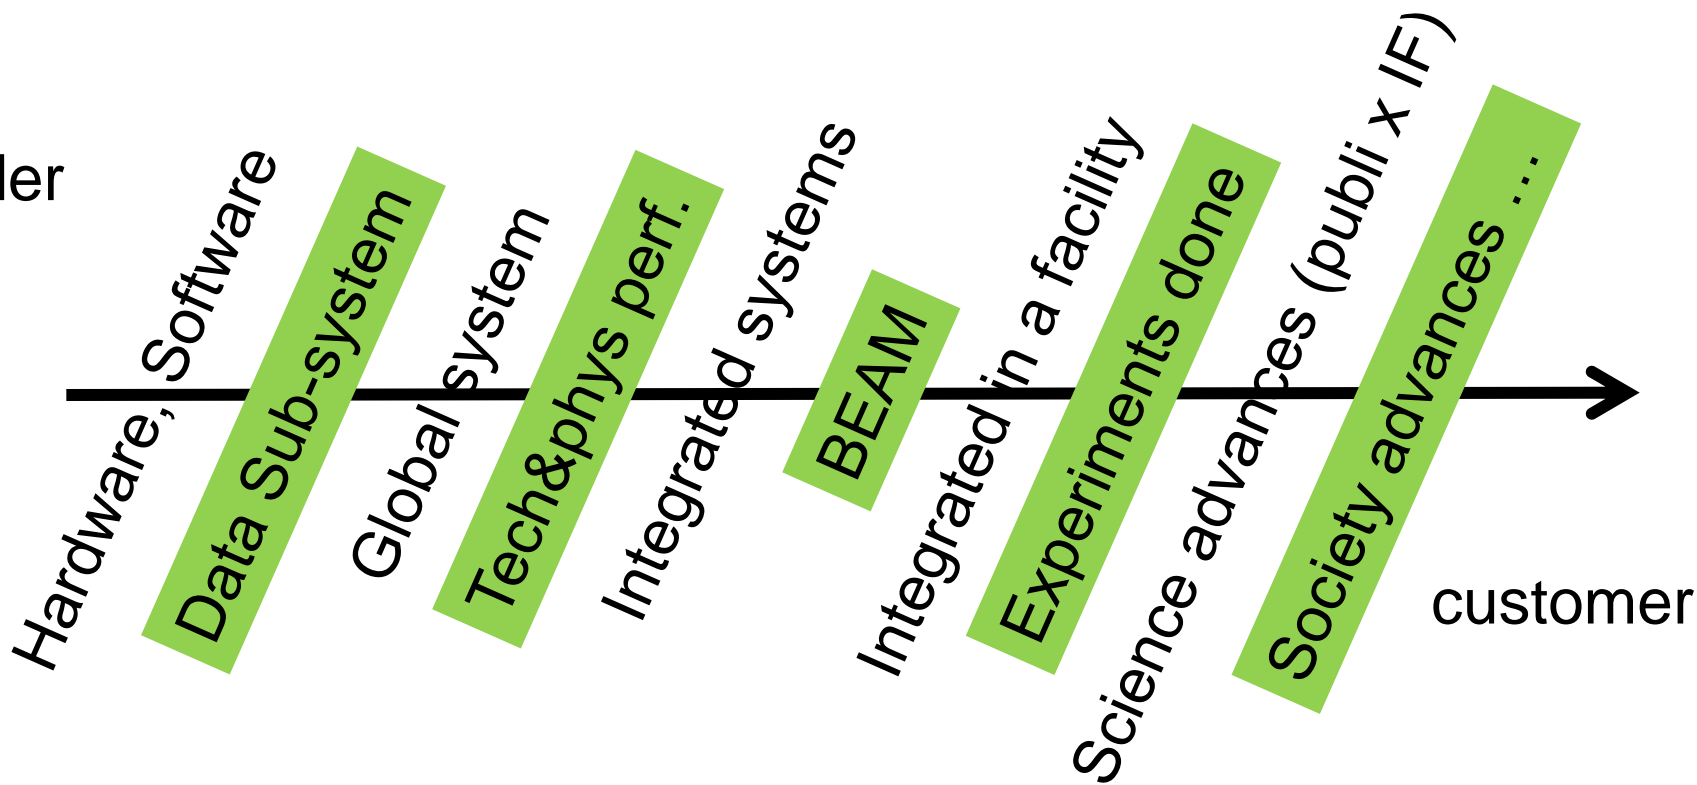 Hardware, Software
Data Sub-system
Global system
Tech&phys perf.
Integrated systems
BEAM
Integrated in a facility
Experiments done
Science advances (publi x IF)
Society advances …
customer